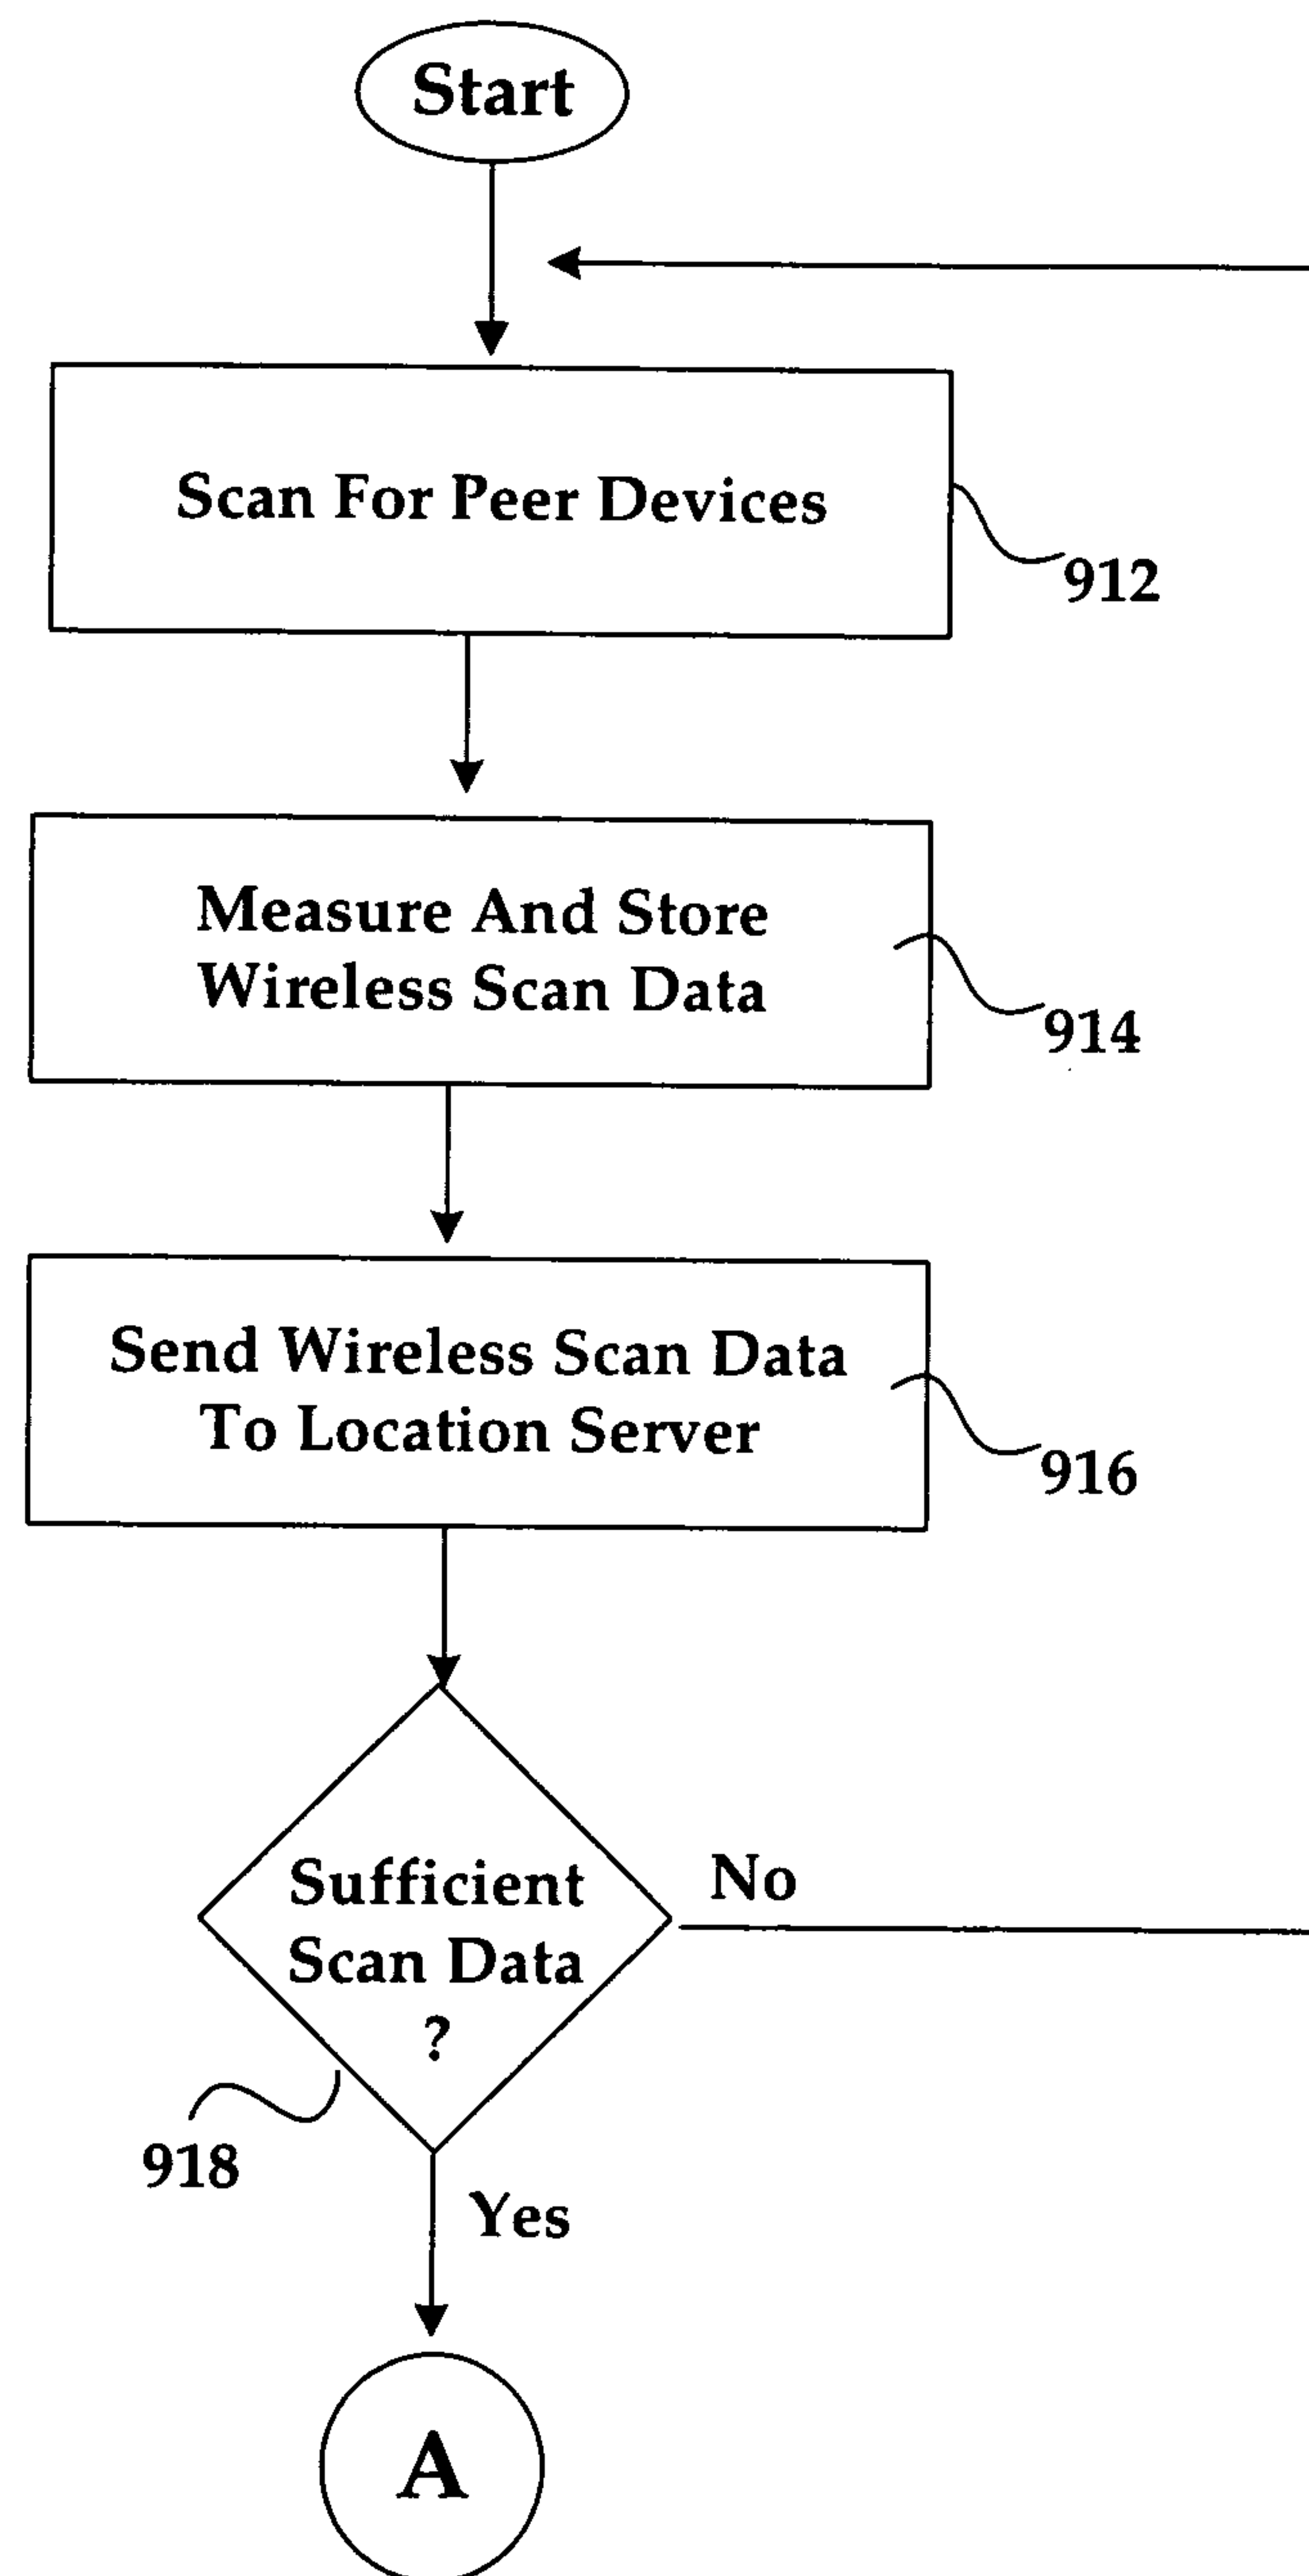 Start
Scan For Peer Devices
912
Measure And Store
Wireless Scan Data
914
Send Wireless Scan Data
To Location Server
916
Sufficient
Scan Data
?
No
918
Yes
A